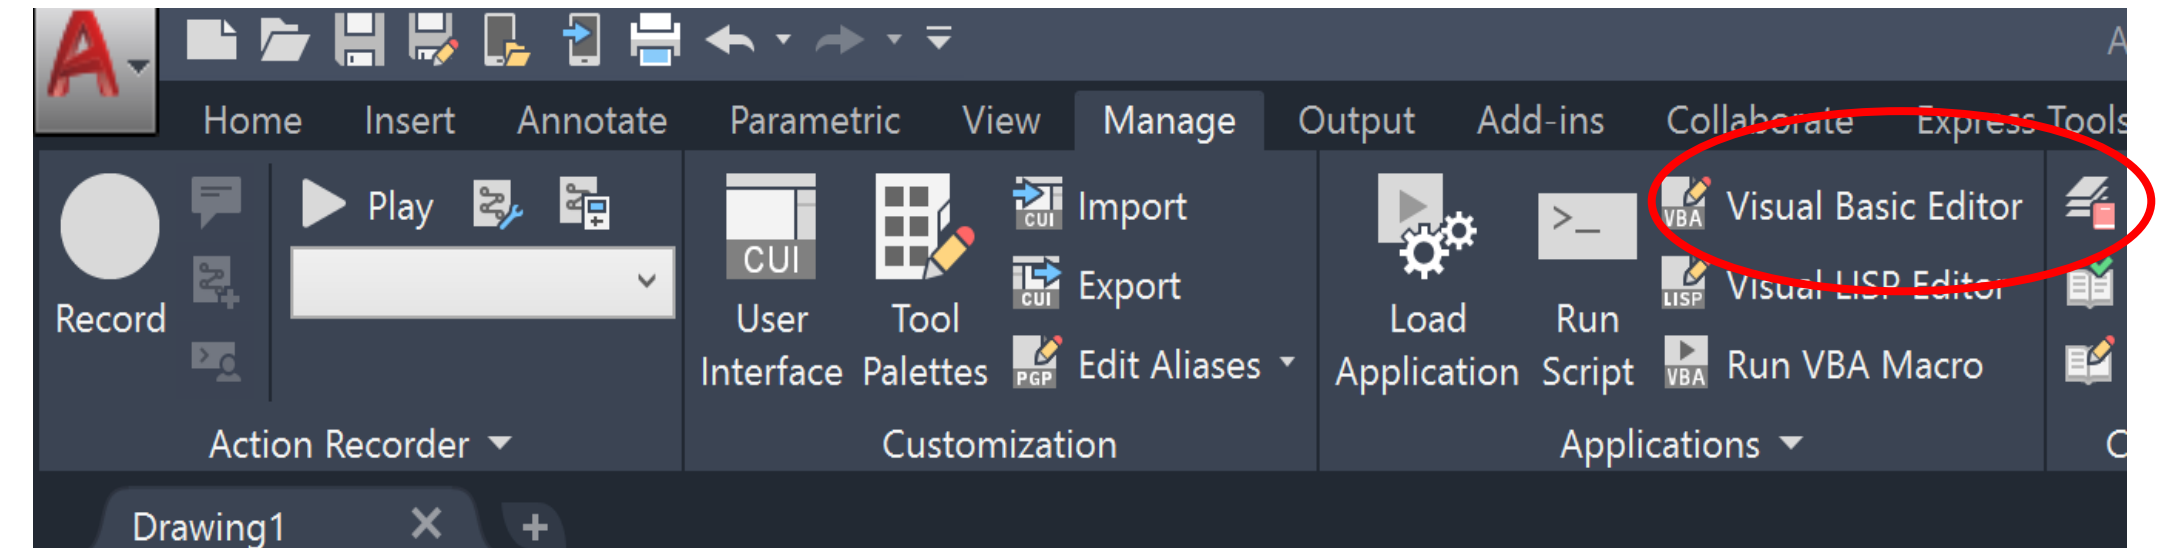 A
Home Insert Annotate Parametric View Manage Output Add-ins Collaborate Express Tools
Record
Play
CUI
User
Interface
Tool
Palettes
CUI Import
CUI Export
PGP Edit Aliases
Load
Application
>_
Run
Script
VBA Visual Basic Editor
LISP Visual LISP Editor
VBA Run VBA Macro
Action Recorder
Customization
Applications
Drawing1